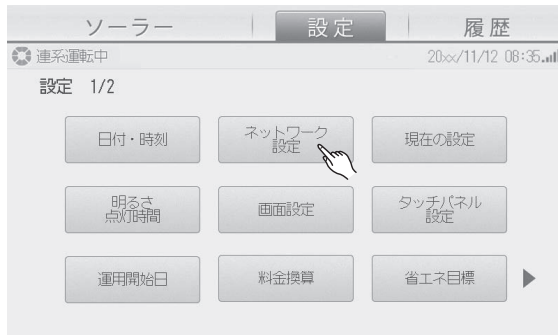 ソーラー
設定
履歴
連系運転中
20xx/11/12 08:35
設定 1/2
日付・時刻
ネットワーク
設定
現在の設定
明るさ
点灯時間
画面設定
タッチパネル
設定
運用開始日
料金換算
省エネ目標